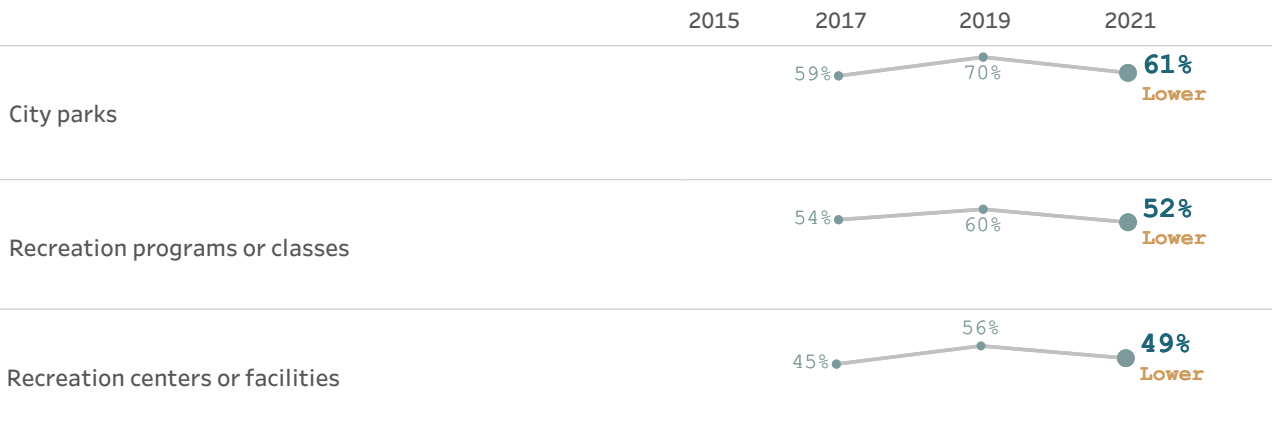 2015 2017 2019 2021
City parks 59% 70% 61%
Lower
Recreation programs or classes 54% 60% 52%
Lower
Recreation centers or facilities 45% 56% 49%
Lower